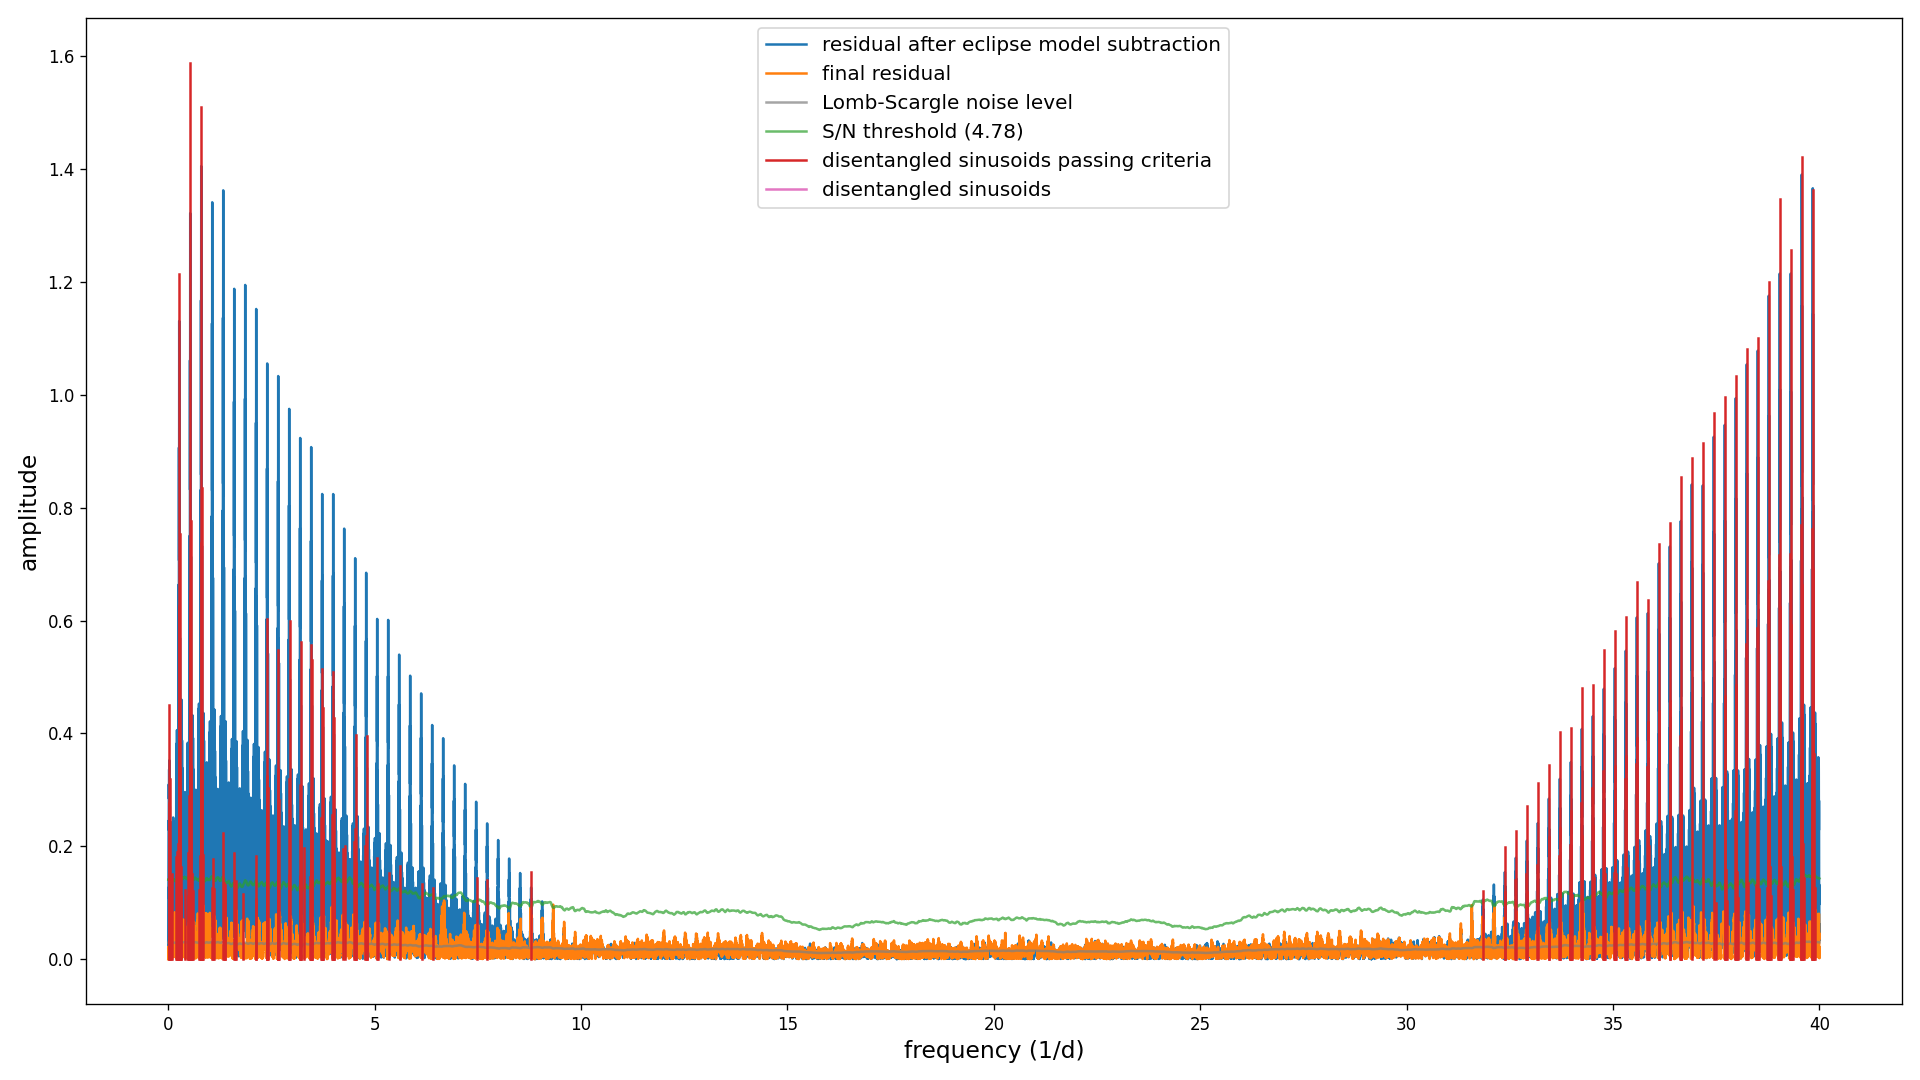 residual after eclipse model subtraction
final residual
Lomb-Scargle noise level
S/N threshold (4.78)
disentangled sinusoids passing criteria
disentangled sinusoids
amplitude
1.6
1.4
1.2
1.0
0.8
0.6
0.4
0.2
0.0
0 5 10 15 20 25 30 35 40
frequency (1/d)